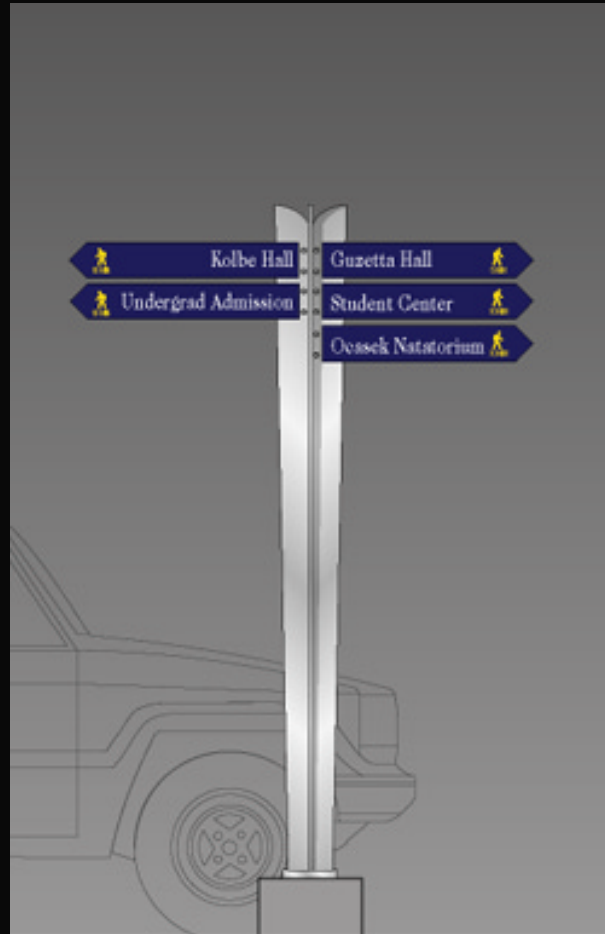 Kolbe Hall
Undergrad Admission
Guzetta Hall
Student Center
Ocasek Natatorium